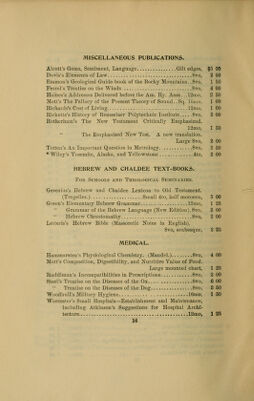 MISCELLANEOUS PUBLICATIONS.
Alcott's Gems, Sentiment, Language..........Gilt edges, $5 00
Davis's Elements of Law..........8vo, 2 00
Emmon's Geological Guide-book of the Rocky Mountains..8vo, 1 50
Ferrel's Treatise on the Winds..........8vo, 4 00
Haines's Addresses Delivered before the Am. Ry. Assn...12mo, 2 50
Mott's The Fallacy of the Present Theory of Sound..Sq. 16mo, 1 00
Richards's Cost of Living..........12mo, 1 00
Ricketts's History of Rensselaer Polytechnic Institute....8vo, 3 00
Rotherham's The New Testament Critically Emphasized.
12mo, 1 50
" The Emphasized New Test. A new translation.
Large 8vo, 2 00
Totten's An Important Question in Metrology..........8vo, 2 50
* Wiley's Yosemite, Alaska, and Yellowstone..........4to, 3 00
HEBREW AND CHALDEE TEXT-BOOKS.
FOR SCHOOLS AND THEOLOGICAL SEMINARIES.
Gesenius's Hebrew and Chaldee Lexicon to Old Testament.
(Tregelles.)..........Small 4to, half morocco, 5 00
Green's Elementary Hebrew Grammar..........12mo, 1 25
" Grammar of the Hebrew Language (New Edition).8vo, 3 00
" Hebrew Chrestomathy..........8vo, 2 00
Letteris's Hebrew Bible (Massoretic Notes in English).
8vo, arabesque, 2 25
MEDICAL.
Hammarsten's Physiological Chemistry. (Mandel.)......8vo, 4 00
Mott's Composition, Digestibility, and Nutritive Value of Food.
Large mounted chart, 1 25
Ruddiman's Incompatibilities in Prescriptions..........8vo, 2 00
Steel's Treatise on the Diseases of the Ox..........8vo, 6 00
" Treatise on the Diseases of the Dog..........8vo, 3 50
Woodhull's Military Hygiene..........16mo, 1 50
Worcester's Small Hospitals—Establishment and Maintenance,
including Atkinson's Suggestions for Hospital Archi-
tecture..........12mo, 1 25
16